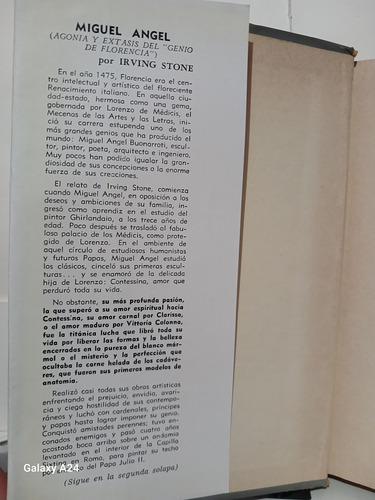 MIGUEL ANGEL
(AGONIA Y EXTASIS DEL "GENIO
DE FLORENCIA")
por IRVING STONE
En el año 1475, Florencia era el cen-
tro intelectual y artístico del floreciente
Renacimiento italiano. En aquella ciu-
dad-estado, hermosa como una gema,
gobernada por Lorenzo de Médicis, el
Mecenas de las Artes y las Letras, ini-
ció su carrera estupenda uno de los
más grandes genios que ha producido el
mundo: Miguel Angel Buonarroti, escul-
tor, pintor, poeta, arquitecto e ingeniero.
Muy pocos han podido igualar la gran-
diosidad de sus concepciones o la enorme
fuerza de sus creaciones.
El relato de Irving Stone, comienza
cuando Miguel Angel, en oposición a los
deseos y ambiciones de su familia, in-
gresó como aprendiz en el estudio del
pintor Ghirlandaio, a los trece años de
edad. Poco después se trasladó al fabu-
loso palacio de los Médicis, como prote-
gido de Lorenzo. En el ambiente de
aquel círculo de estudiosos humanistas
y futuros Papas, Miguel Angel estudió
los clásicos, cinceló sus primeras escul-
turas... y se enamoró de la delicada
hija de Lorenzo: Contessina, amor que
perduró toda su vida.
No obstante, su más profunda pasión,
la que superó a su amor espiritual hacia
Contessina, su amor carnal por Clarissa,
o el amor maduro por Vittoria Colonna,
fue la titánica lucha que libró toda su
vida por liberar las formas y la belleza
encerradas en la pureza del blanco már-
mol o el misterio y la perfección que
ocultaba la carne helada de los cadáve-
res, que fueron sus primeros modelos de
anatomía.
Realizó casi todas sus obras artísticas
enfrentando el prejuicio, envidia, avari-
cia y ciega hostilidad de sus contempo-
ráneos y luchó con cardenales, príncipes
y papas hasta lograr imponer su genio.
Conquistó amistades perennes; tuvo en-
conados enemigos y pasó cuatro años
acostado boca arriba sobre un andamio
levantado en el interior de la Capilla
Sixtina en Roma, para pintar su techo
por del Papa Julio II.
(Sigue en la segunda solapa)
Galaxy A24